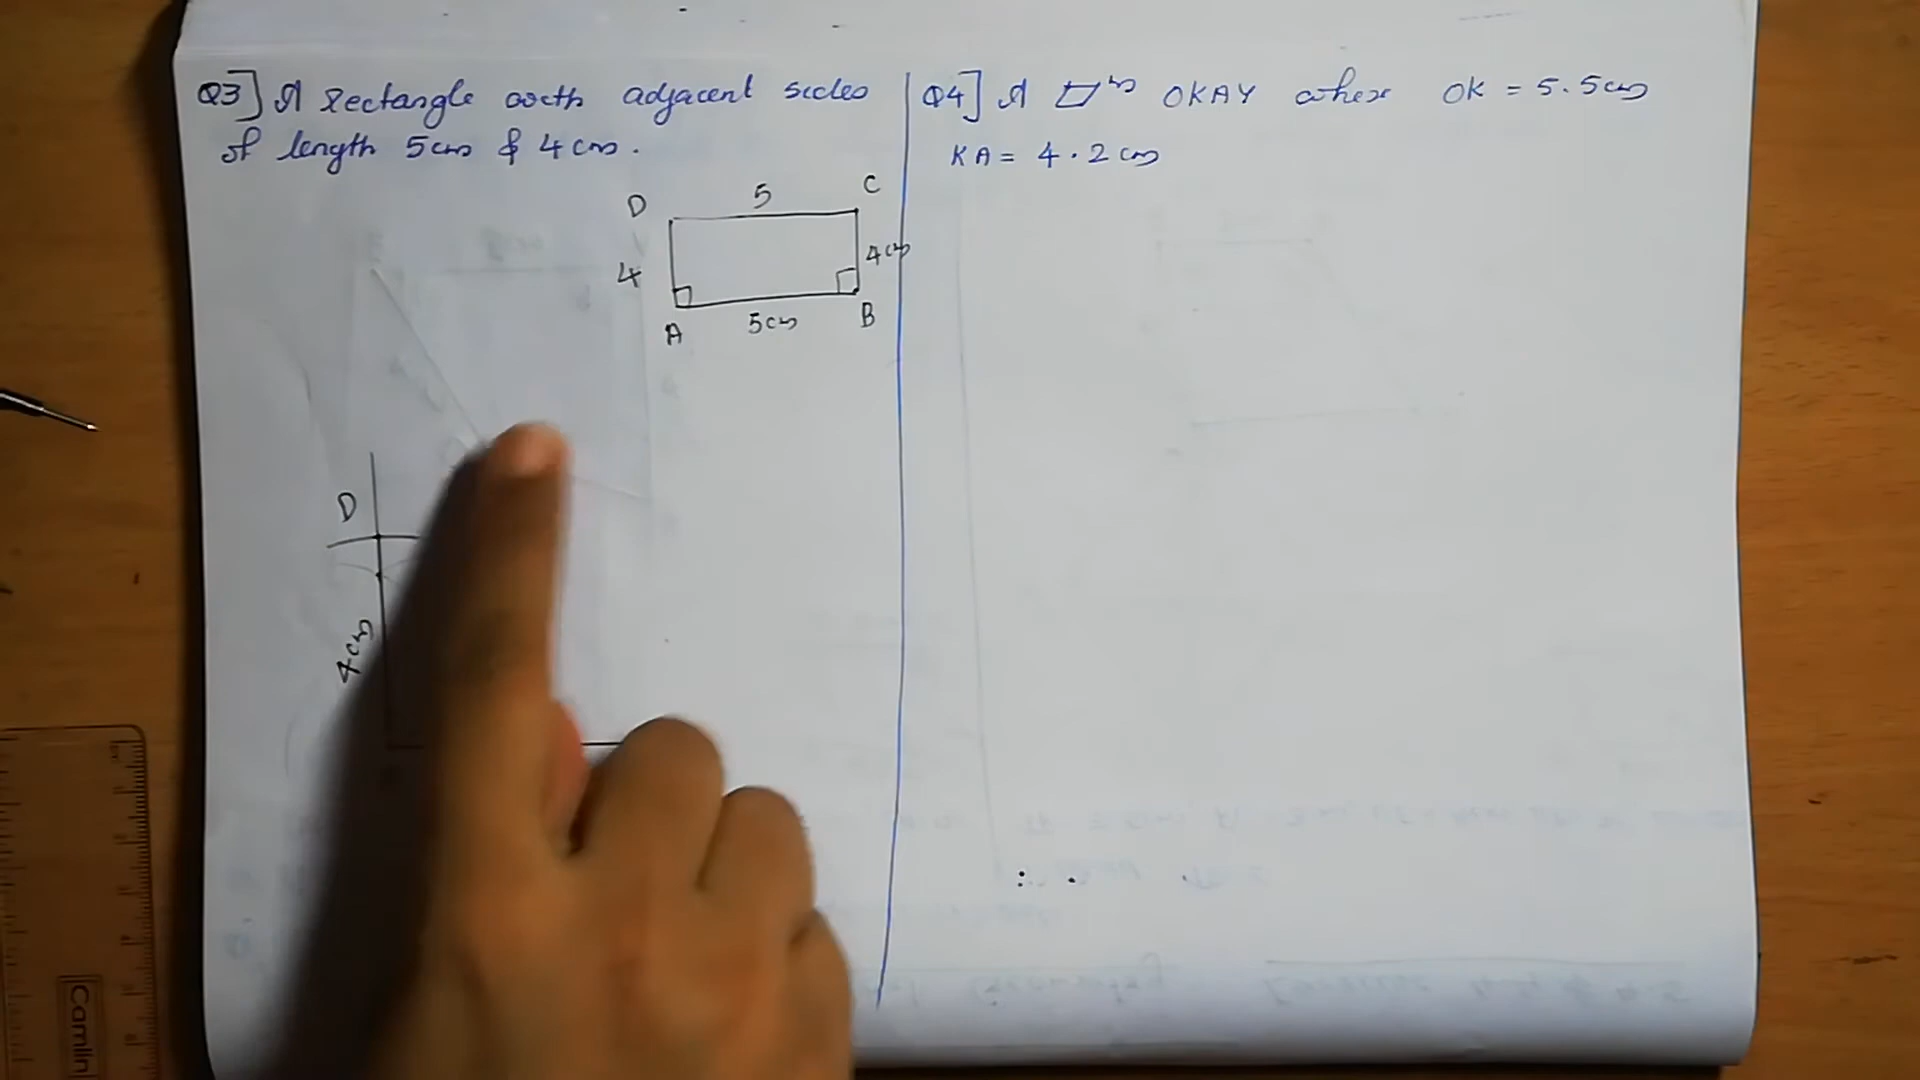 Q3] A Rectangle with adjacent sides
of length 5cm & 4cm.
D 5 C
4 4cm
A 5cm B
D
4cm
Q4] A ▱m OKAY where OK = 5.5cm
KA = 4.2cm
Camlin